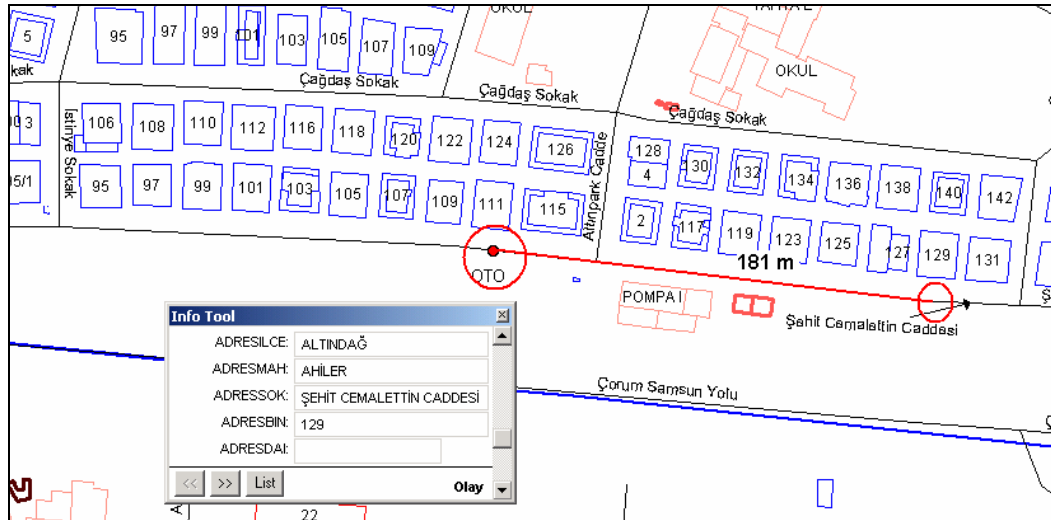 OKUL
5
95
97
99
101
103
105
107
109
OKUL
Çağdaş Sokak
Çağdaş Sokak
Çağdaş Sokak
İstinye Sokak
106
108
110
112
116
118
120
122
124
126
128
4
130
132
134
136
138
140
142
95/1
95
97
99
101
103
105
107
109
111
115
Altınpark Cadde
2
117
119
123
125
127
129
131
181 m
OTO
POMPA I
Şehit Cemalettin Caddesi
Çorum Samsun Yolu
Info Tool
ADRESILCE: ALTINDAĞ
ADRESMAH: AHİLER
ADRESSOK: ŞEHİT CEMALETTİN CADDESİ
ADRESBIN: 129
ADRESDAI:
<< >> List Olay
22